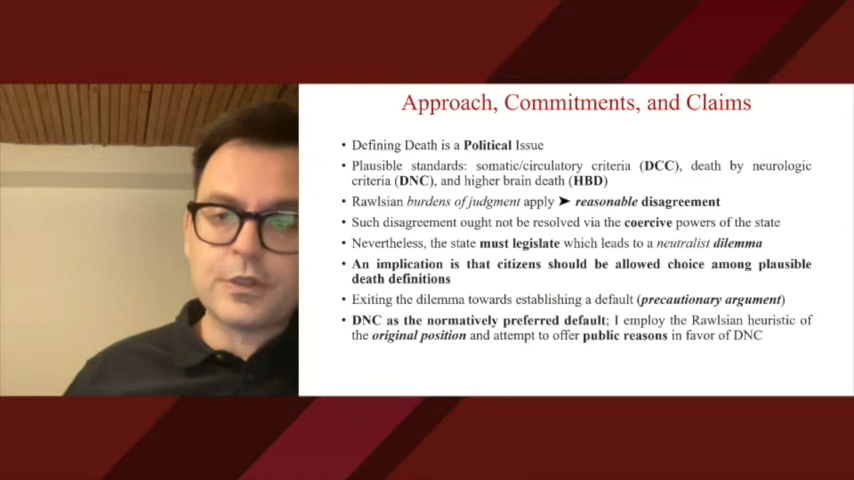 Approach, Commitments, and Claims
• Defining Death is a Political Issue
• Plausible standards: somatic/circulatory criteria (DCC), death by neurologic
criteria (DNC), and higher brain death (HBD)
• Rawlsian burdens of judgment apply ➤ reasonable disagreement
• Such disagreement ought not be resolved via the coercive powers of the state
• Nevertheless, the state must legislate which leads to a neutralist dilemma
• An implication is that citizens should be allowed choice among plausible
death definitions
• Exiting the dilemma towards establishing a default (precautionary argument)
• DNC as the normatively preferred default; I employ the Rawlsian heuristic of
the original position and attempt to offer public reasons in favor of DNC